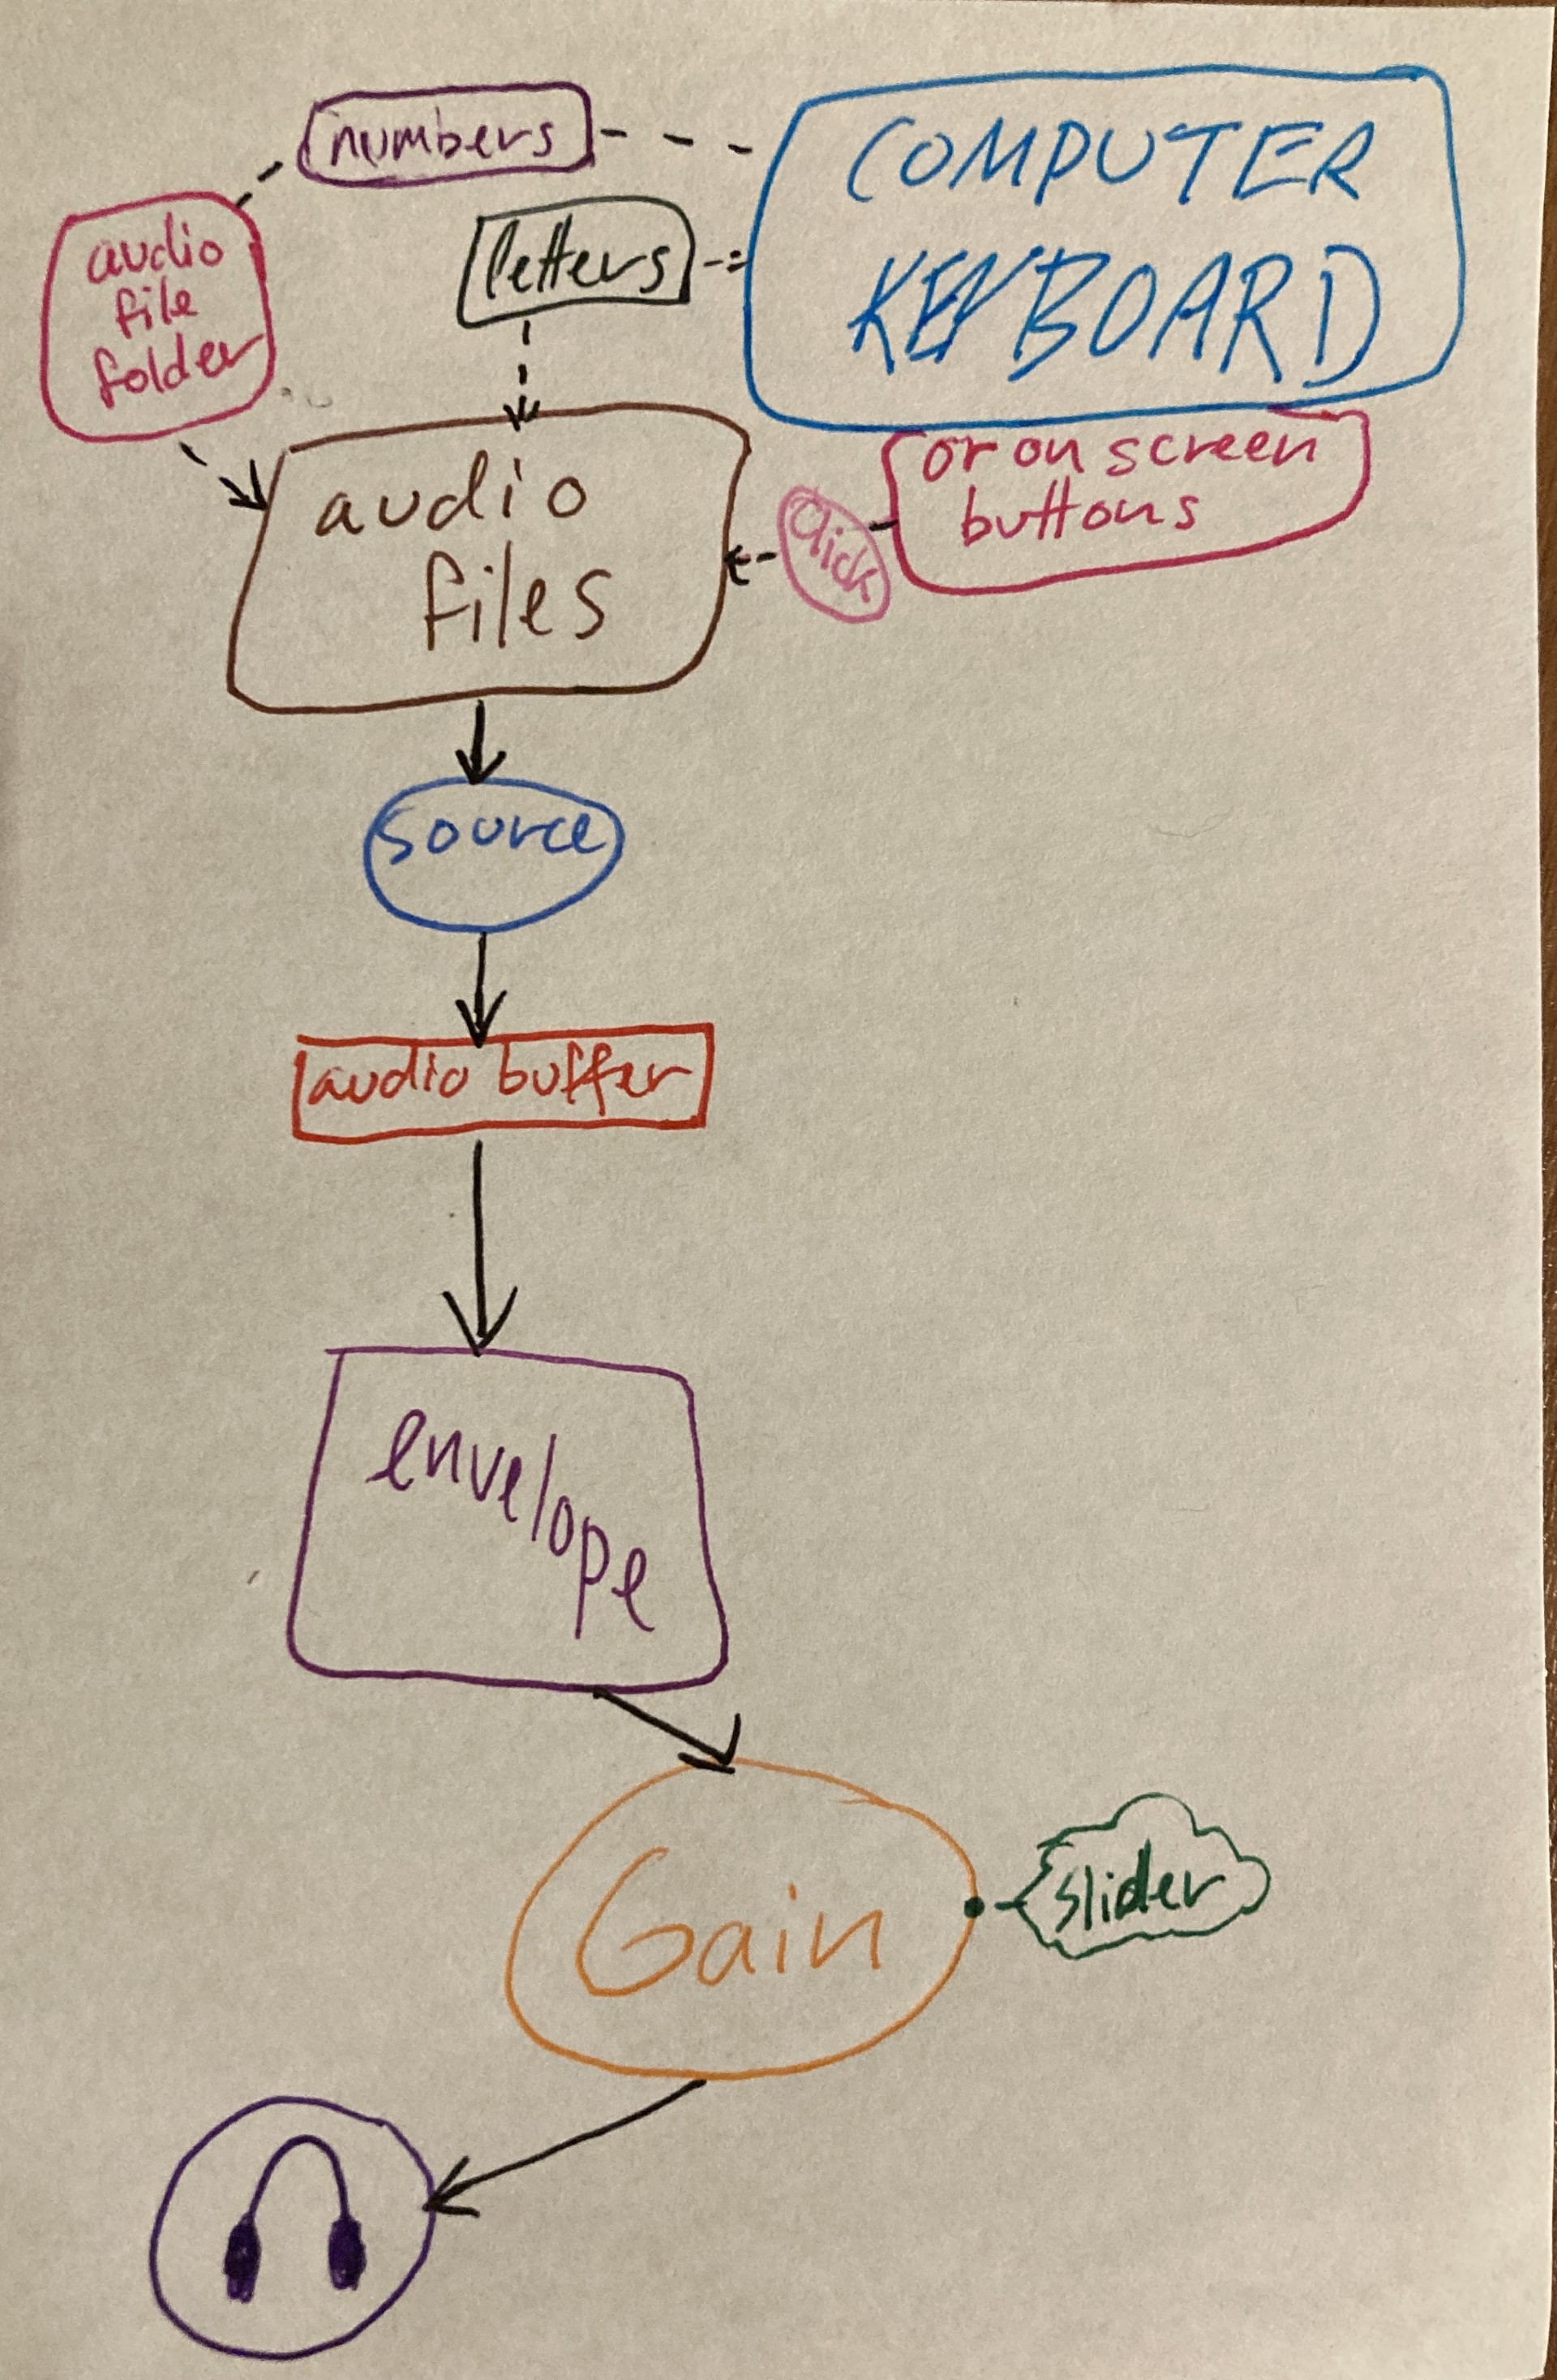 numbers
COMPUTER
KEYBOARD
letters
audio
file
folder
or on screen
buttons
click
audio
files
source
audio buffer
envelope
Gain
slider